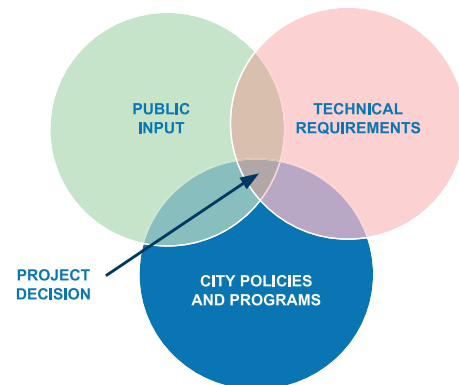 PUBLIC
INPUT
TECHNICAL
REQUIREMENTS
PROJECT
DECISION
CITY POLICIES
AND PROGRAMS